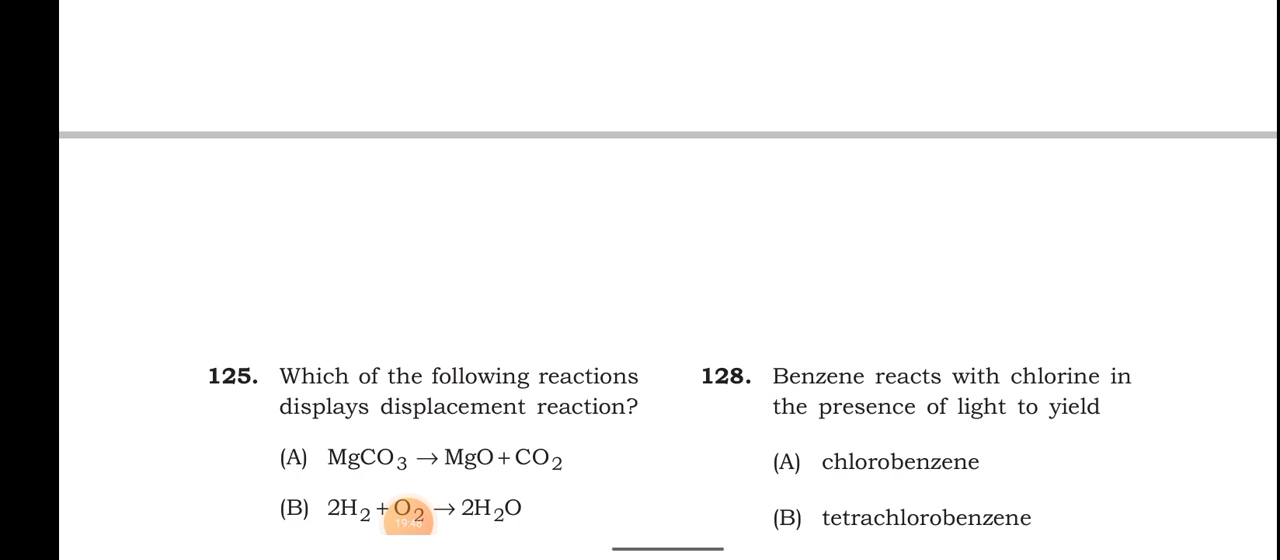 125. Which of the following reactions
displays displacement reaction?
(A) MgCO3 → MgO + CO2
(B) 2H2 + O2 → 2H2O
128. Benzene reacts with chlorine in
the presence of light to yield
(A) chlorobenzene
(B) tetrachlorobenzene